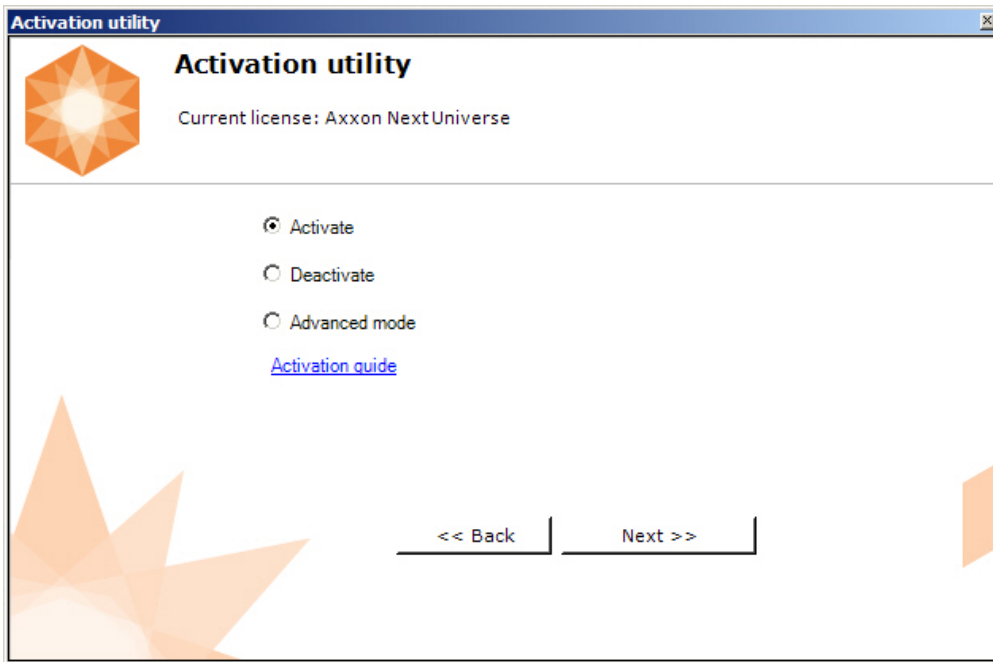 Activation utility
Activation utility
Current license: Axxon Next Universe
Activate
Deactivate
Advanced mode
Activation guide
<< Back
Next >>